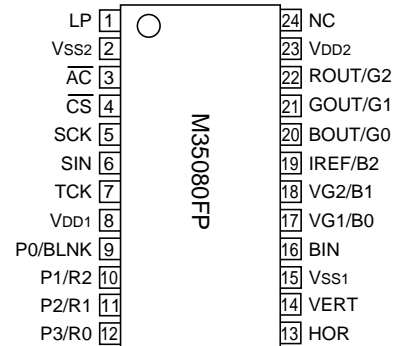 LP 1 24 NC
VSS2 2 23 VDD2
AC 3 22 ROUT/G2
CS 4 21 GOUT/G1
SCK 5 20 BOUT/G0
SIN 6 19 IREF/B2
TCK 7 18 VG2/B1
VDD1 8 17 VG1/B0
P0/BLNK 9 16 BIN
P1/R2 10 15 VSS1
P2/R1 11 14 VERT
P3/R0 12 13 HOR
M35080FP